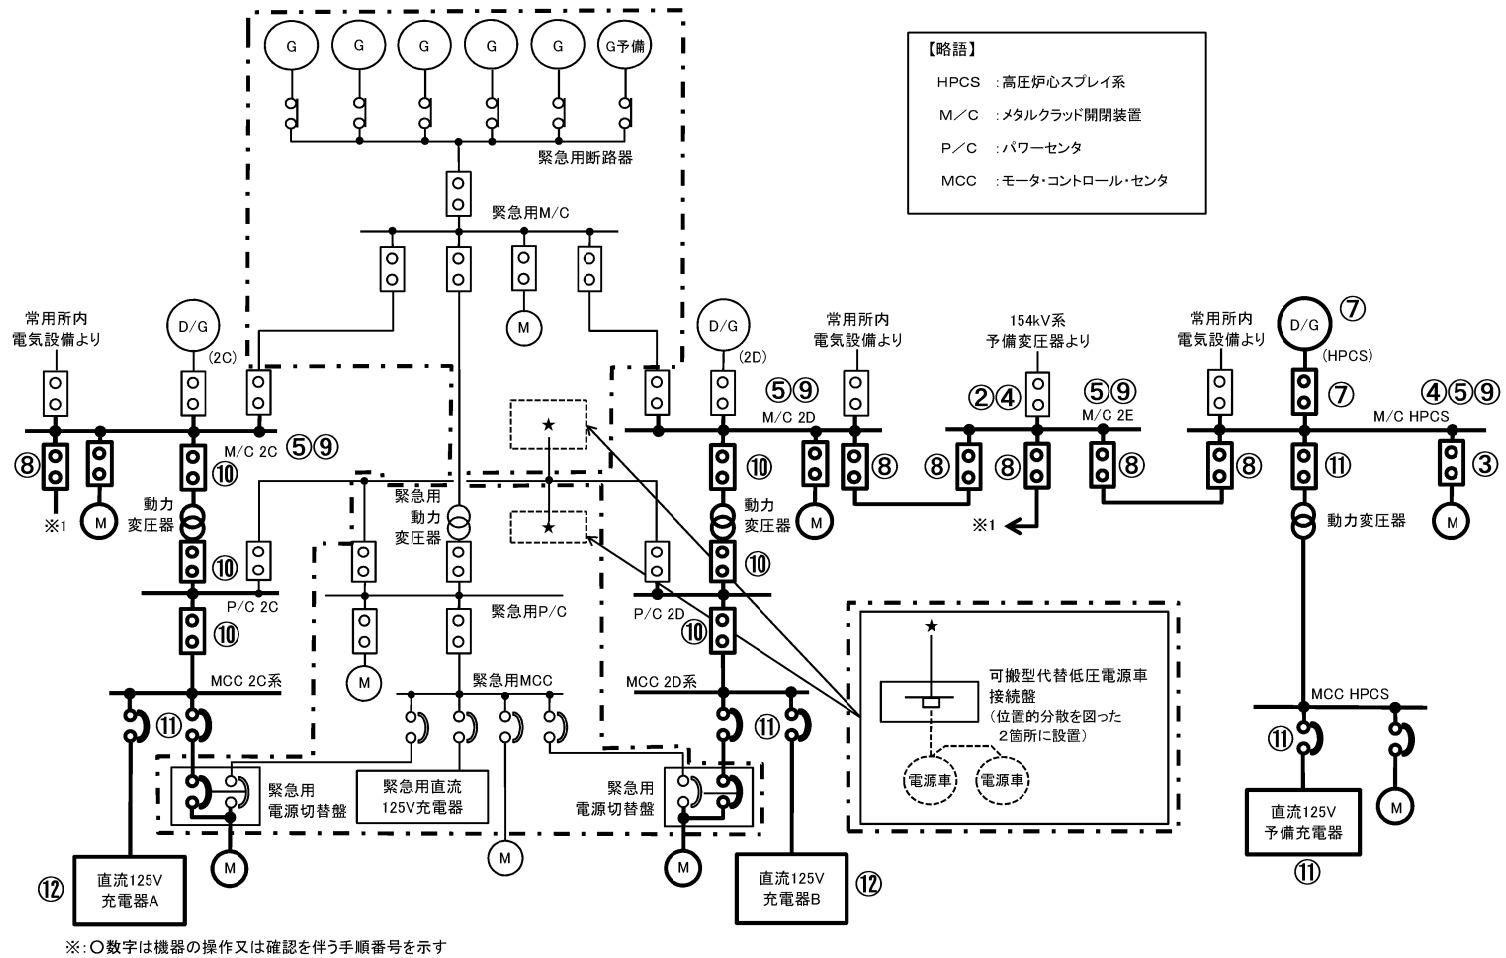 G
G
G
G
G
G予備
緊急用断路器
緊急用M/C
M
【略語】
HPCS :高圧炉心スプレイ系
M/C :メタルクラッド開閉装置
P/C :パワーセンタ
MCC :モータ・コントロール・センタ
常用所内
電気設備より
D/G
(2C)
D/G
(2D)
⑤⑨
M/C 2D
常用所内
電気設備より
154kV系
予備変圧器より
②④
⑤⑨
M/C 2E
常用所内
電気設備より
D/G
⑦
(HPCS)
⑦
④⑤⑨
M/C HPCS
M/C 2C
⑤⑨
⑧
⑩
★
⑩
⑧
⑧
⑧
⑧
⑧
⑪
③
※1
M
動力
変圧器
緊急用
動力
変圧器
★
動力
変圧器
M
※1
動力変圧器
M
⑩
⑩
P/C 2C
緊急用P/C
P/C 2D
⑩
⑩
MCC 2C系
M
緊急用MCC
MCC 2D系
★
可搬型代替低圧電源車
接続盤
(位置的分散を図った
2箇所に設置)
電源車
電源車
MCC HPCS
⑪
⑪
⑪
緊急用
電源切替盤
緊急用直流
125V充電器
緊急用
電源切替盤
直流125V
予備充電器
M
⑪
M
M
M
⑫
直流125V
充電器A
直流125V
充電器B
⑫
※:○数字は機器の操作又は確認を伴う手順番号を示す